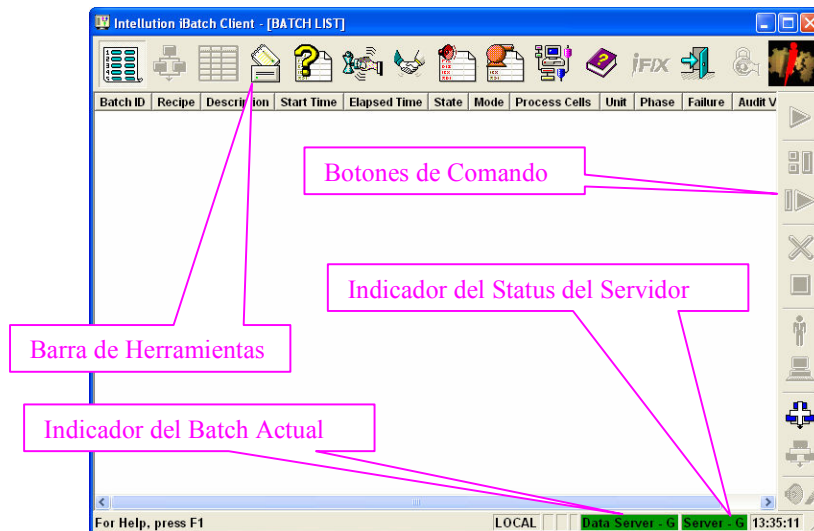 Intellution iBatch Client - [BATCH LIST]
iFIX
Batch ID Recipe Description Start Time Elapsed Time State Mode Process Cells Unit Phase Failure Audit V
Botones de Comando
Indicador del Status del Servidor
Barra de Herramientas
Indicador del Batch Actual
For Help, press F1 LOCAL Data Server - G Server - G 13:35:11